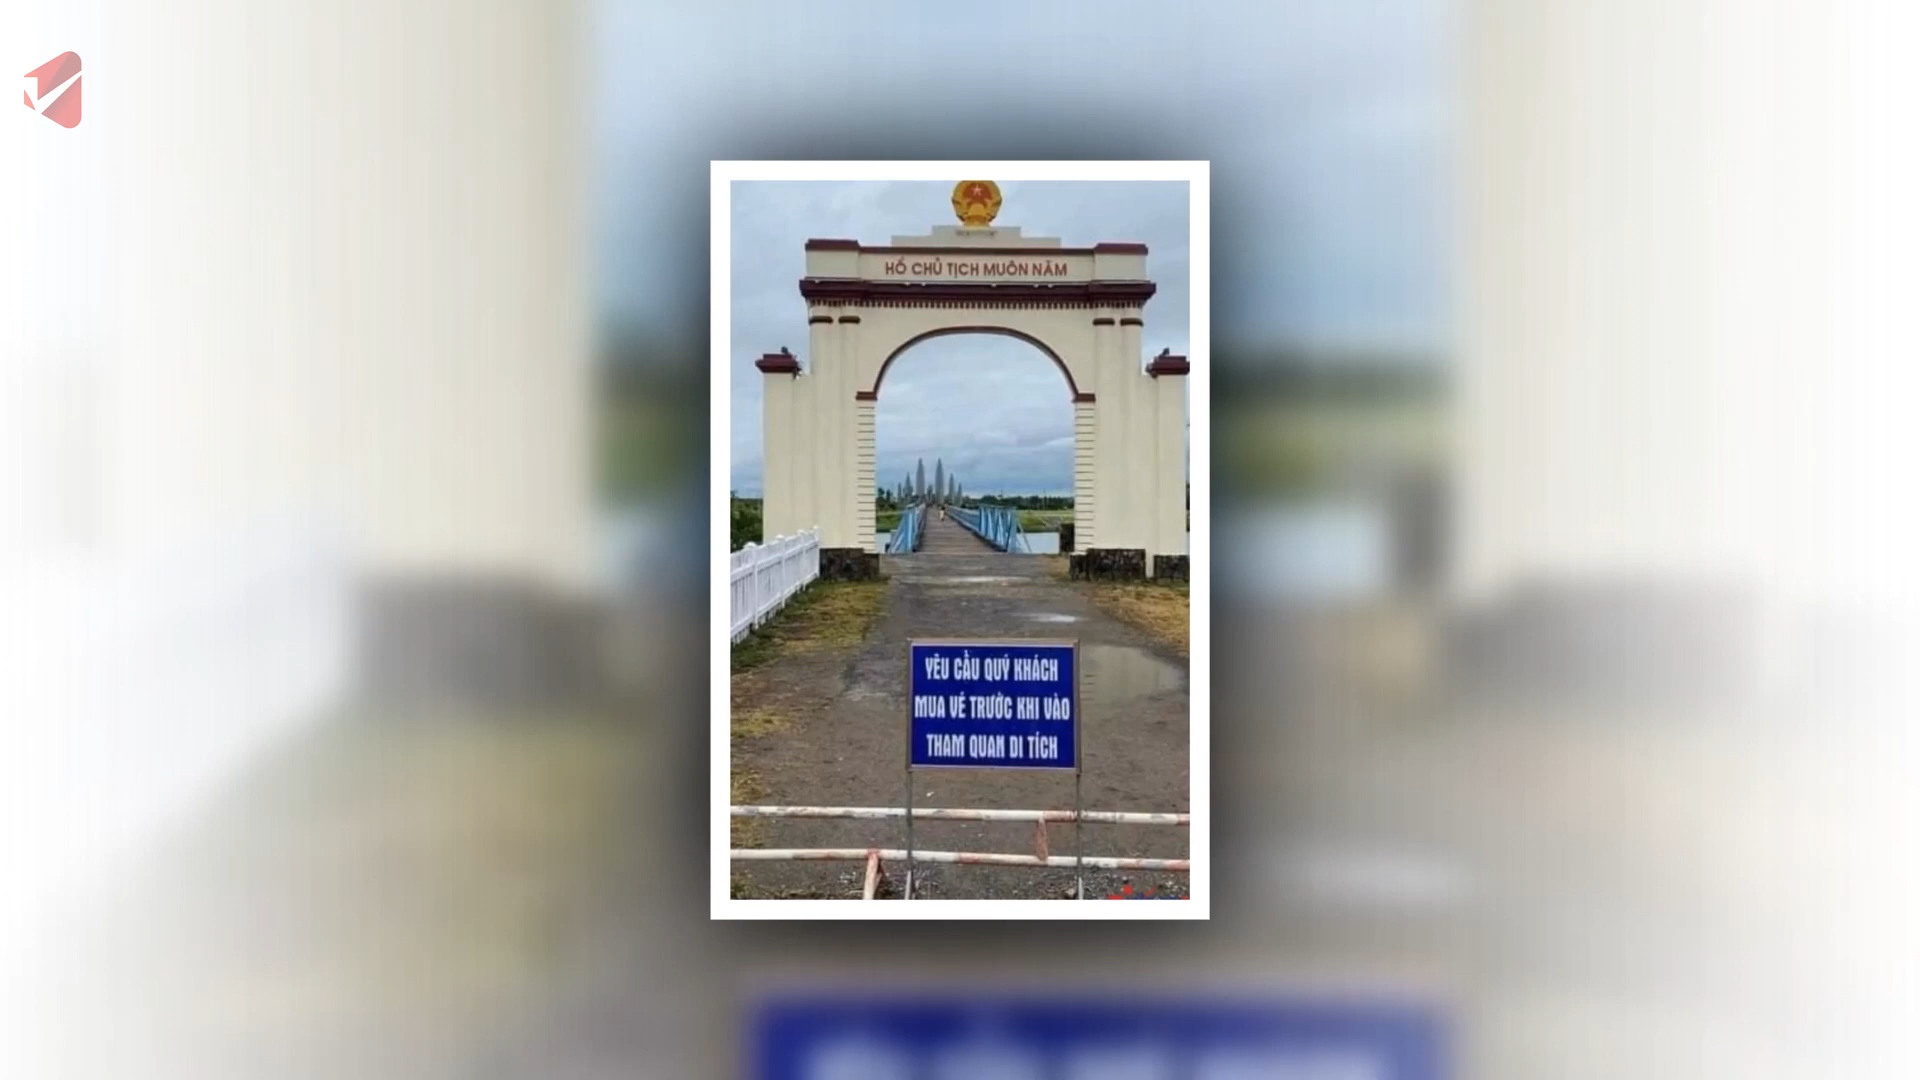 HỒ CHỦ TỊCH MUÔN NĂM
YÊU CẦU QUÝ KHÁCH
MUA VÉ TRƯỚC KHI VÀO
THAM QUAN DI TÍCH